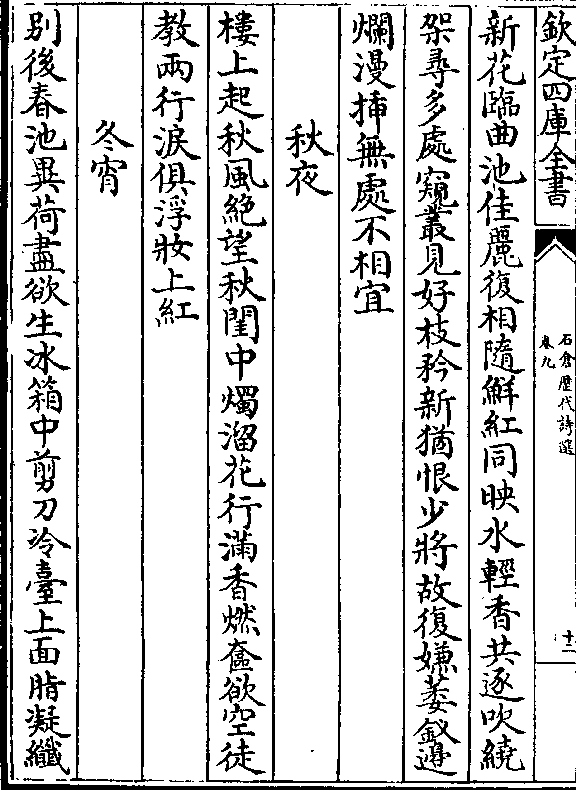 欽定四庫全書
石倉歷代詩選
卷九
十二
新花臨曲池佳麗復相隨鮮紅同映水輕香共逐吹繞
架尋多處窺叢見好枝矜新猶恨少將故復嫌萎釵邉
爛漫揷無處不相宜
秋夜
樓上起秋風絶望秋閨中燭溜花行滿香燃奩欲空徒
教兩行淚俱浮妝上紅
冬宵
别後春池異荷盡欲生冰箱中剪刀冷臺上面脂凝纖